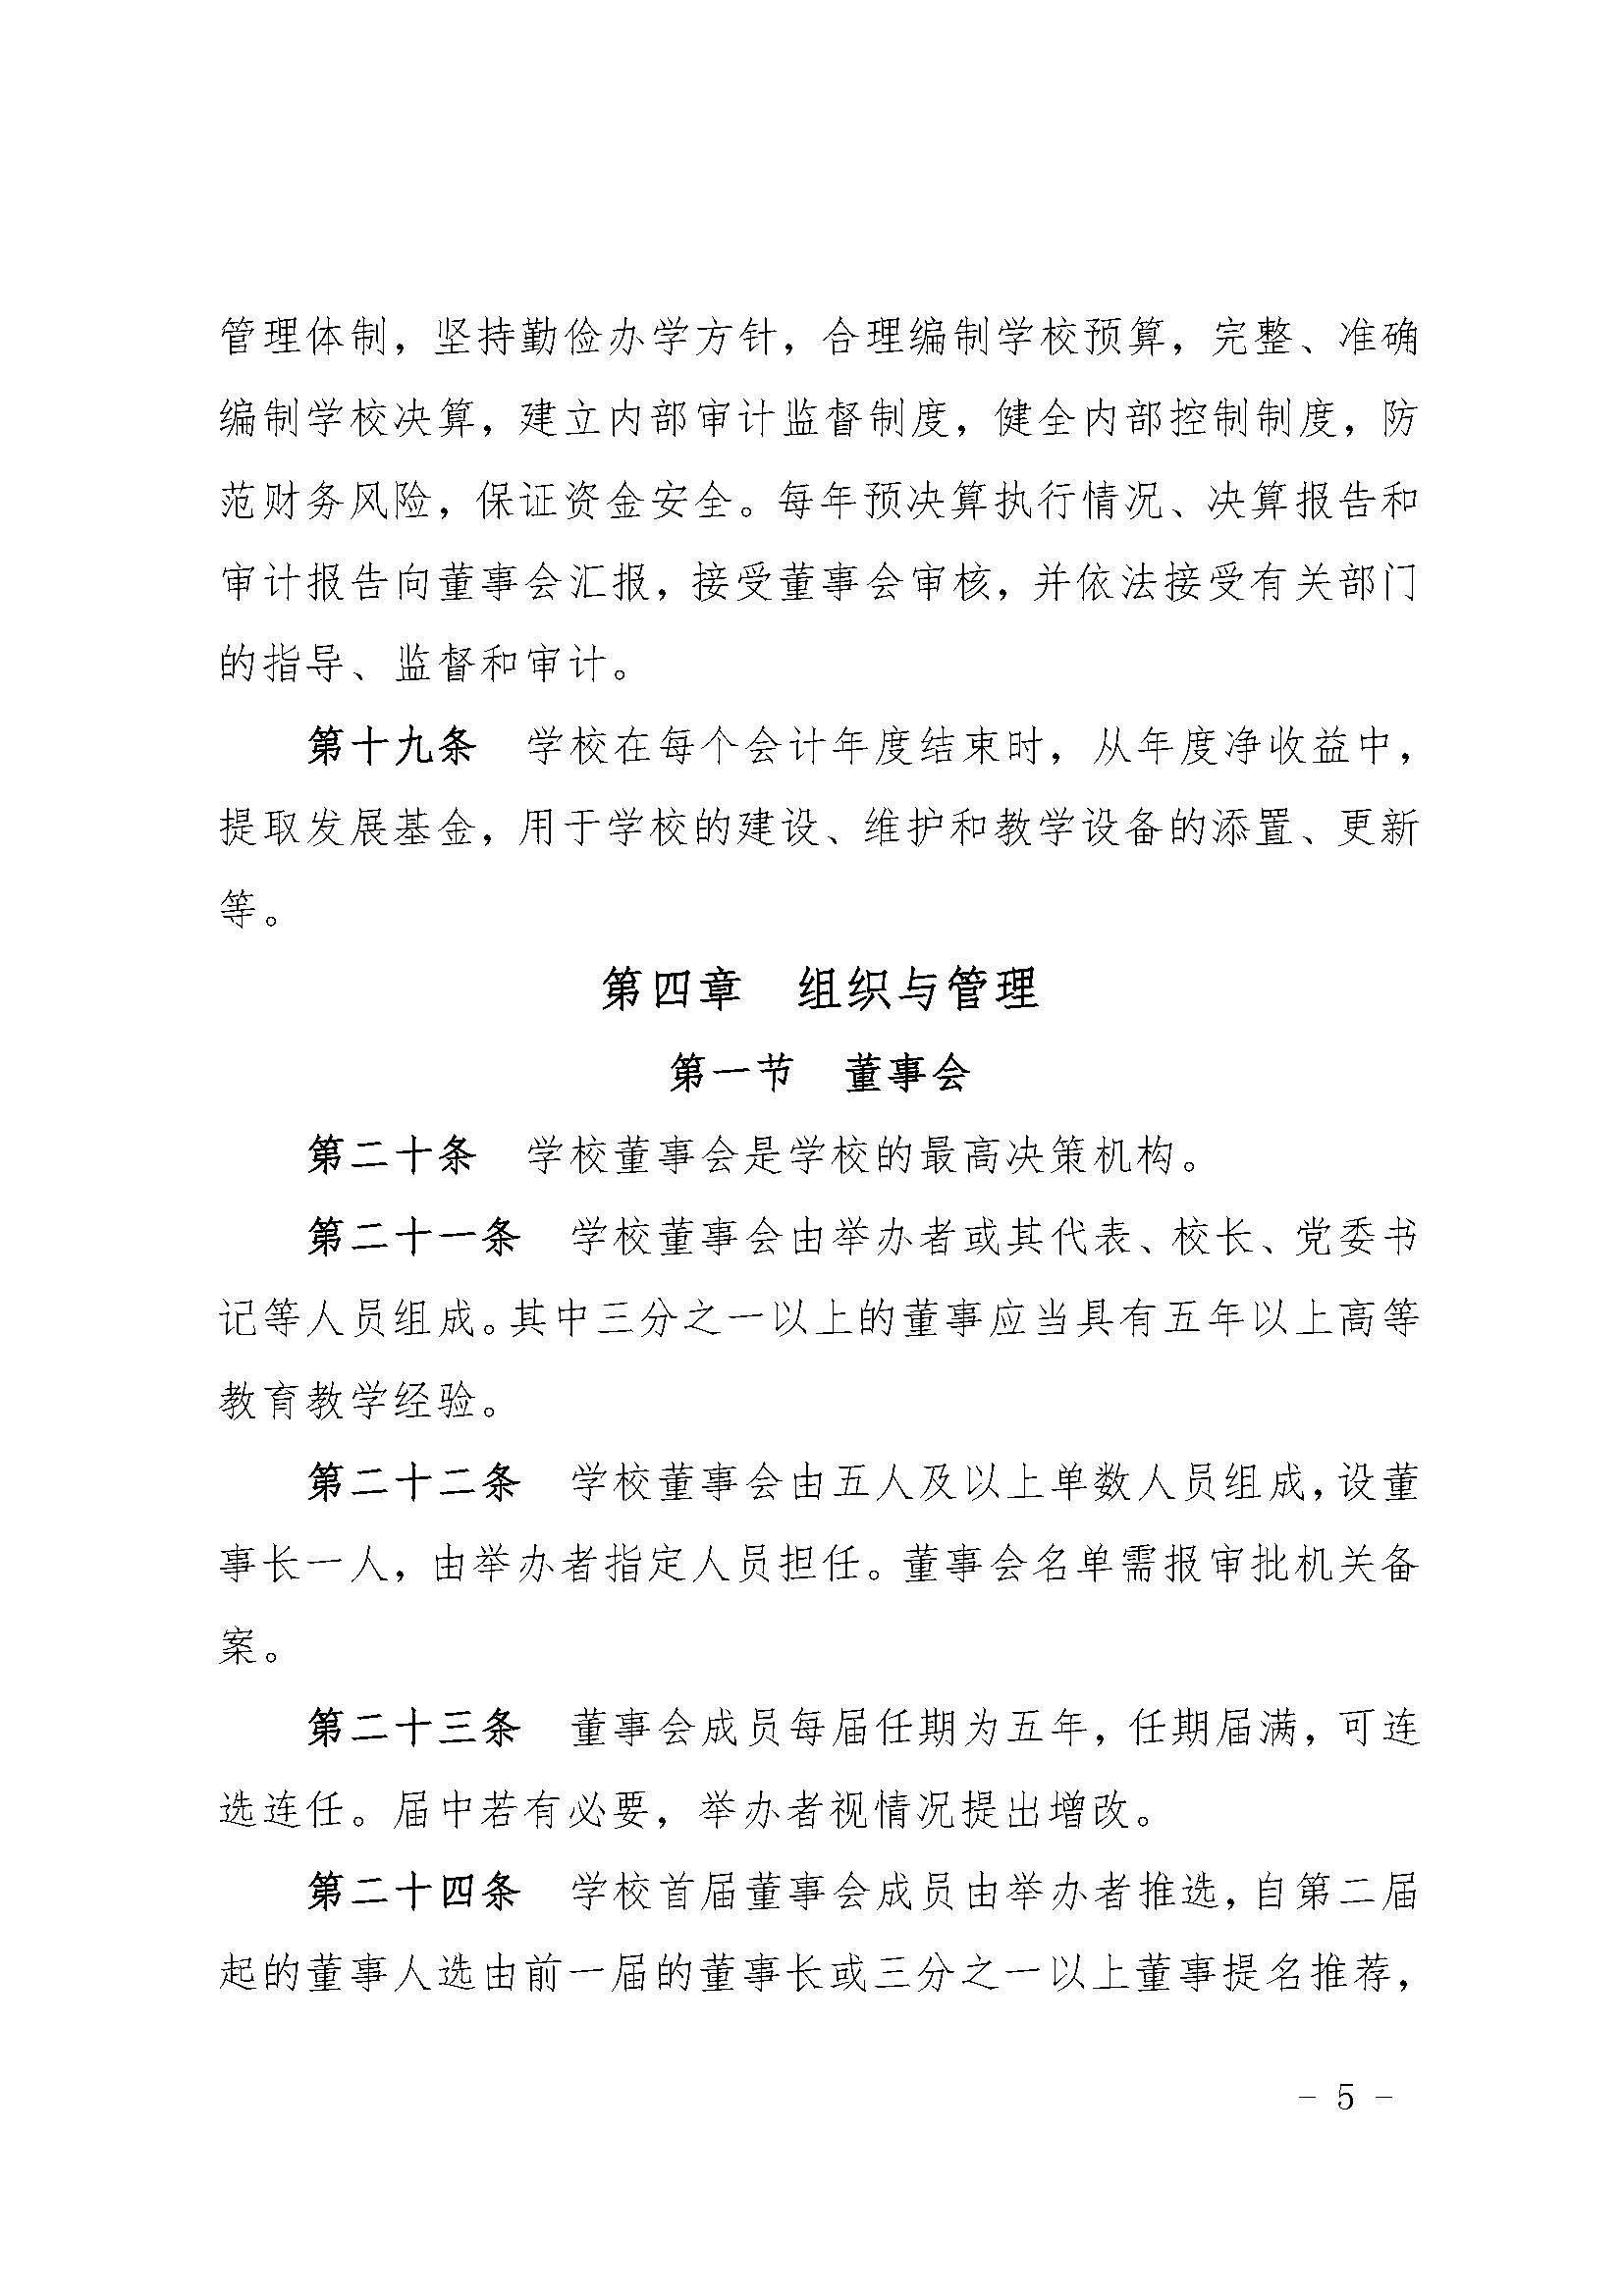 管理体制，坚持勤俭办学方针，合理编制学校预算，完整、准确
编制学校决算，建立内部审计监督制度，健全内部控制制度，防
范财务风险，保证资金安全。每年预决算执行情况、决算报告和
审计报告向董事会汇报，接受董事会审核，并依法接受有关部门
的指导、监督和审计。
第十九条　学校在每个会计年度结束时，从年度净收益中，
提取发展基金，用于学校的建设、维护和教学设备的添置、更新
等。
第四章　组织与管理
第一节　董事会
第二十条　学校董事会是学校的最高决策机构。
第二十一条　学校董事会由举办者或其代表、校长、党委书
记等人员组成。其中三分之一以上的董事应当具有五年以上高等
教育教学经验。
第二十二条　学校董事会由五人及以上单数人员组成，设董
事长一人，由举办者指定人员担任。董事会名单需报审批机关备
案。
第二十三条　董事会成员每届任期为五年，任期届满，可连
选连任。届中若有必要，举办者视情况提出增改。
第二十四条　学校首届董事会成员由举办者推选，自第二届
起的董事人选由前一届的董事长或三分之一以上董事提名推荐，
- 5 -